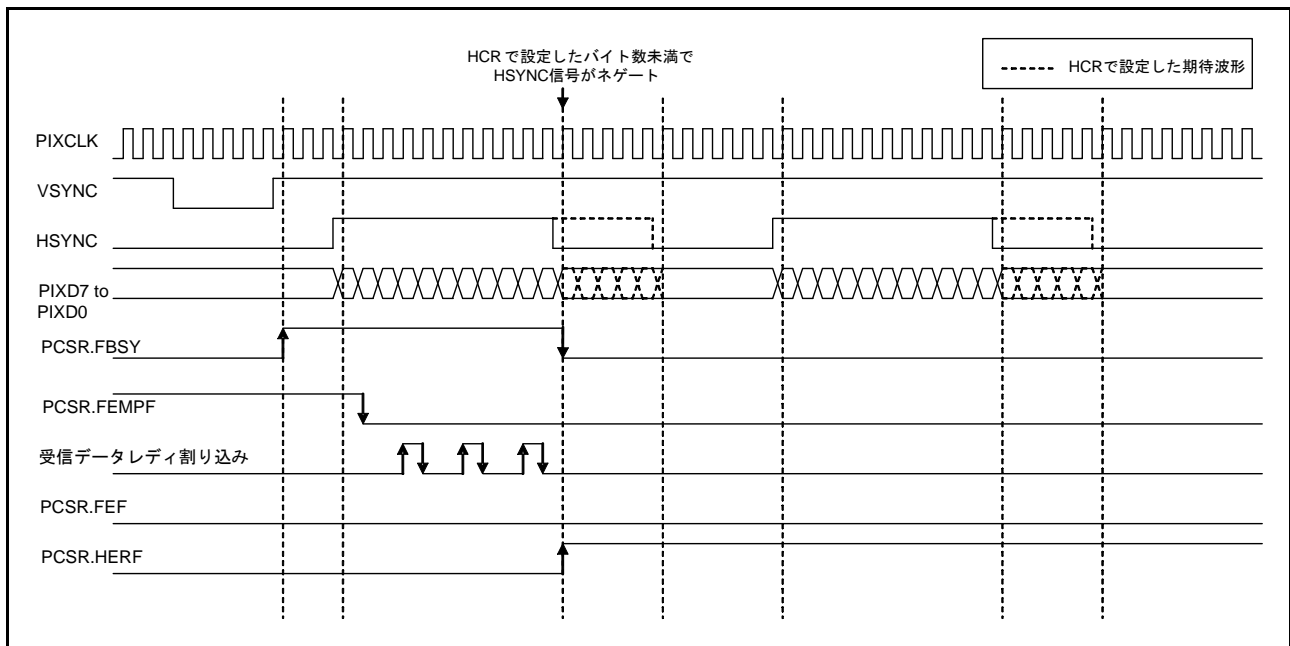 HCR で設定したバイト数未満で
HSYNC信号がネゲート
HCRで設定した期待波形
PIXCLK
VSYNC
HSYNC
PIXD7 to
PIXD0
PCSR.FBSY
PCSR.FEMPF
受信データレディ割り込み
PCSR.FEF
PCSR.HERF